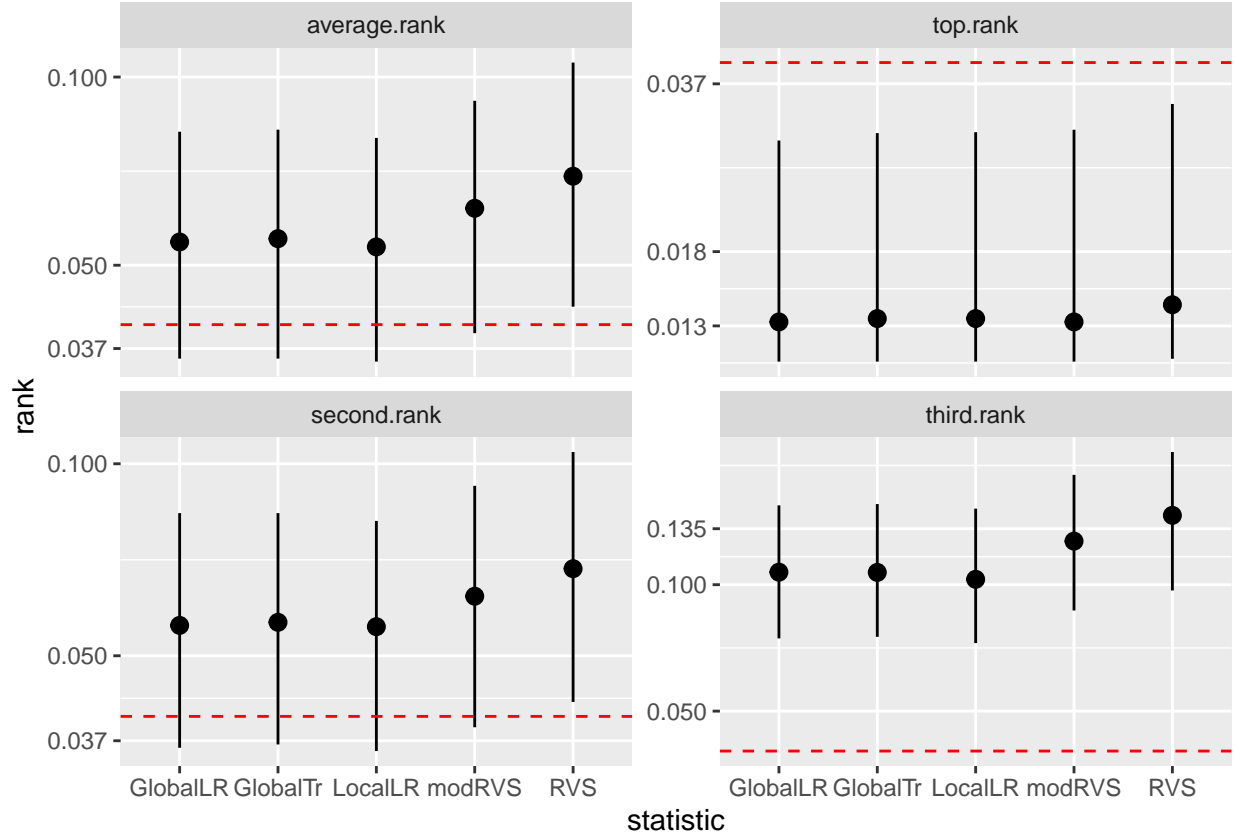 average.rank
top.rank
0.100
0.050
0.037
0.037
0.018
0.013
rank
second.rank
third.rank
0.100
0.050
0.037
0.135
0.100
0.050
GlobalLR GlobalTr LocalLR modRVS RVS
GlobalLR GlobalTr LocalLR modRVS RVS
statistic